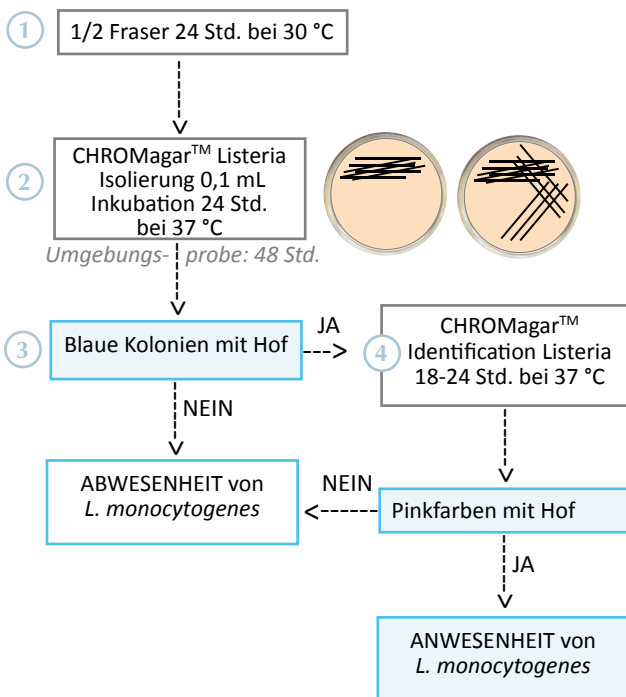 1
1/2 Fraser 24 Std. bei 30 °C
2
CHROMagar™ Listeria
Isolierung 0,1 mL
Inkubation 24 Std.
bei 37 °C
Umgebungs- probe: 48 Std.
3
Blaue Kolonien mit Hof
JA
4
CHROMagar™
Identification Listeria
18-24 Std. bei 37 °C
NEIN
ABWESENHEIT von
L. monocytogenes
NEIN
Pinkfarben mit Hof
JA
ANWESENHEIT von
L. monocytogenes